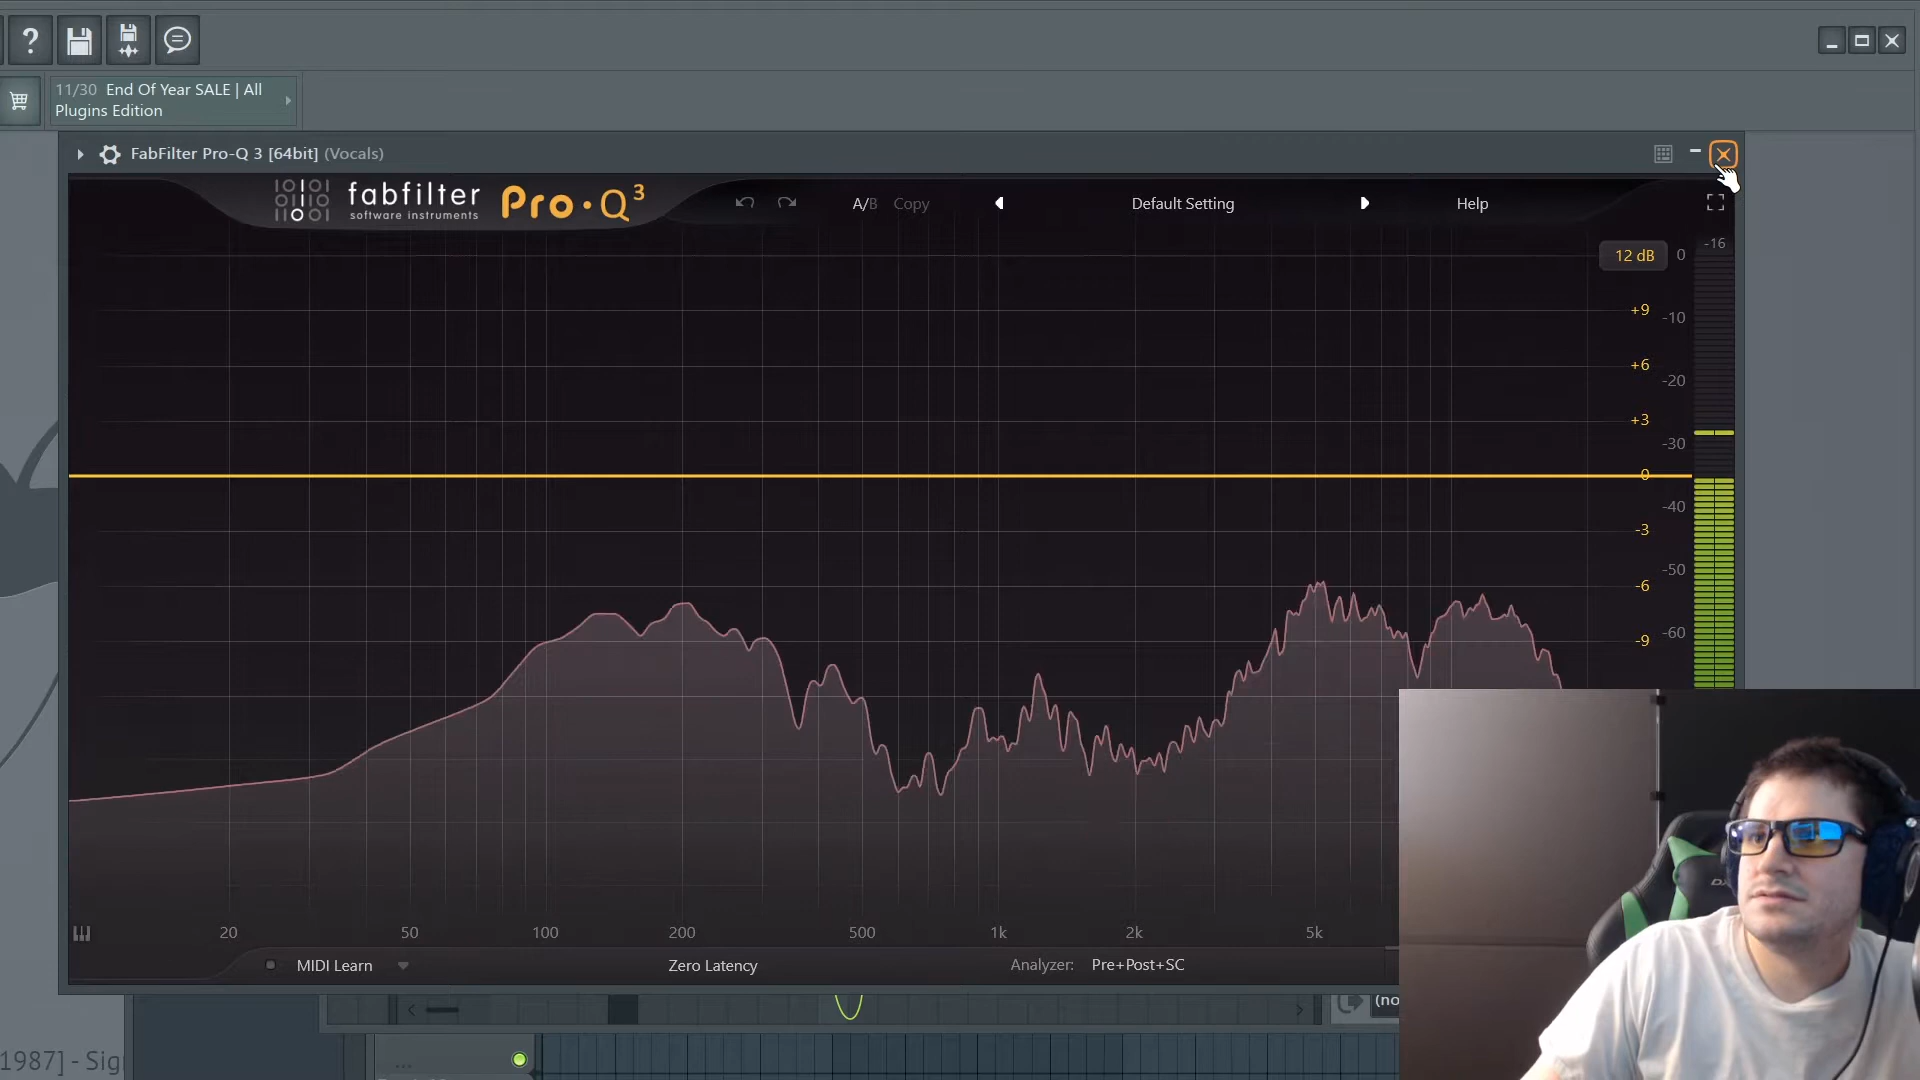 ?
11/30 End Of Year SALE | All
Plugins Edition
FabFilter Pro-Q 3 [64bit] (Vocals)
fabfilter
software instruments
Pro·Q3
A/B Copy
Default Setting
Help
12 dB
0
-16
+9
-10
+6
-20
+3
-30
0
-40
-3
-50
-6
-60
-9
20
50
100
200
500
1k
2k
5k
MIDI Learn
Zero Latency
Analyzer: Pre+Post+SC
(no
1987] - Sig
...